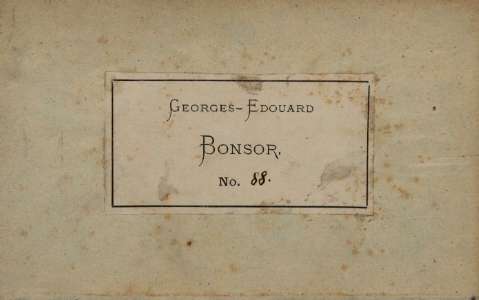 Georges-Edouard
Bonsor.
No. 88.